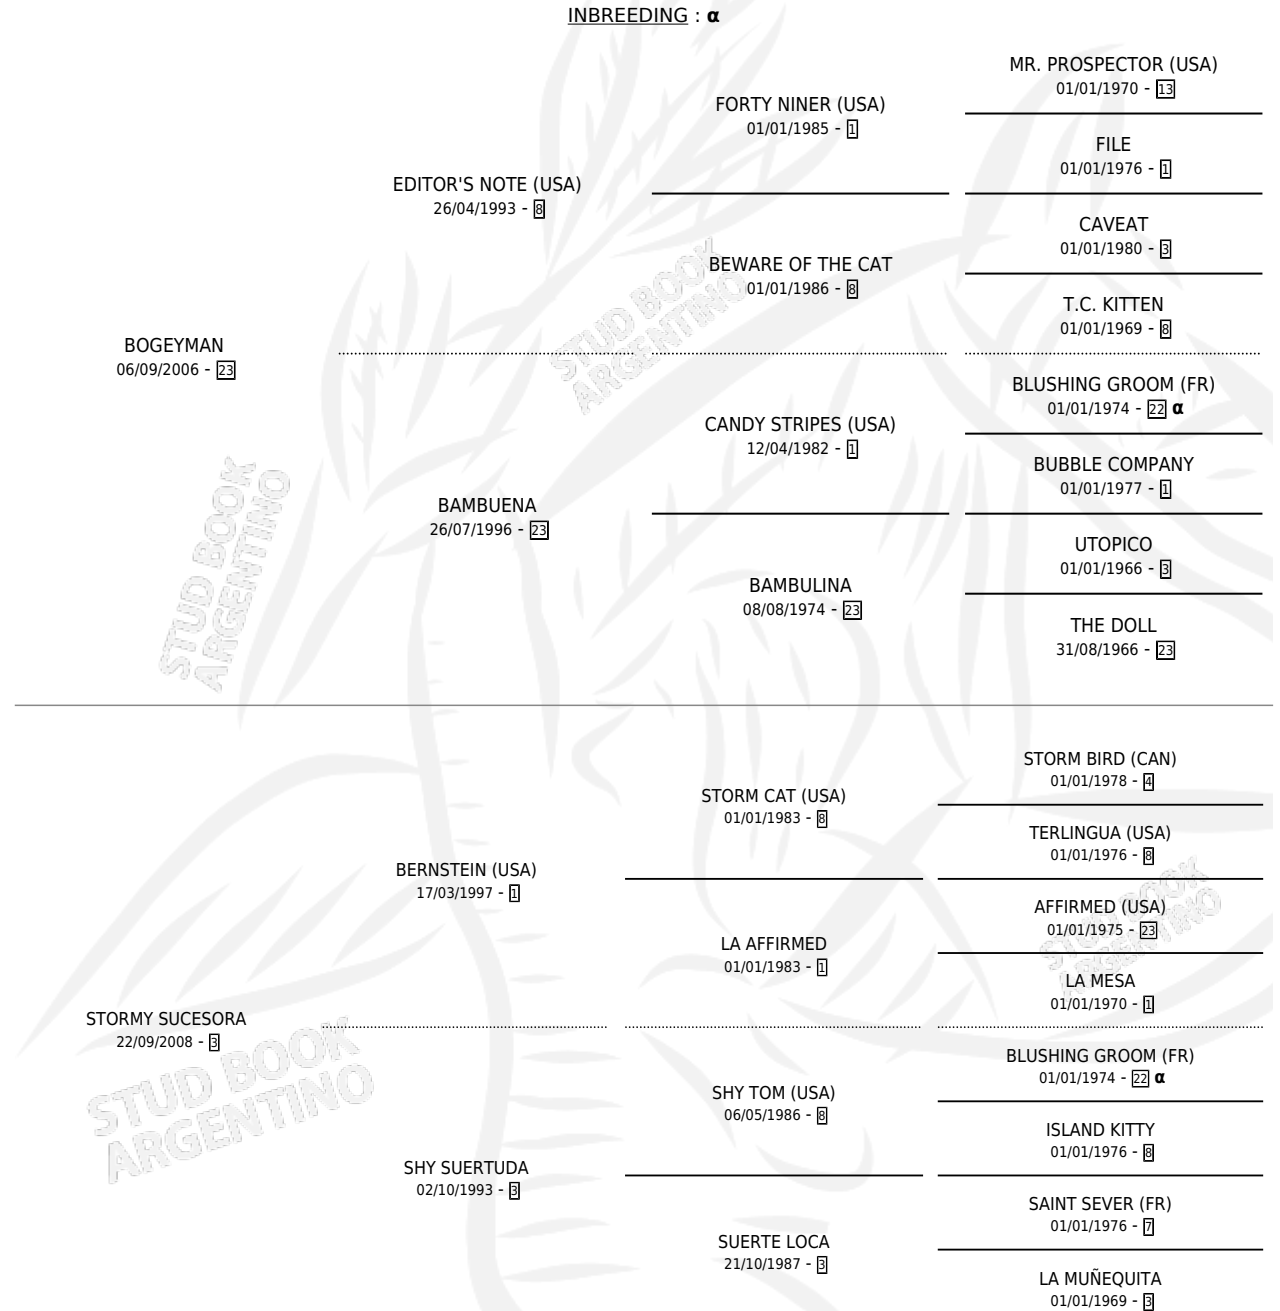 INBREEDING : α
MR. PROSPECTOR (USA)
01/01/1970 - 13
FORTY NINER (USA)
01/01/1985 - 1
FILE
01/01/1976 - 1
EDITOR'S NOTE (USA)
26/04/1993 - 8
CAVEAT
01/01/1980 - 3
BEWARE OF THE CAT
01/01/1986 - 8
T.C. KITTEN
01/01/1969 - 8
BOGEYMAN
06/09/2006 - 23
BLUSHING GROOM (FR)
01/01/1974 - 22 α
CANDY STRIPES (USA)
12/04/1982 - 1
BUBBLE COMPANY
01/01/1977 - 1
BAMBUENA
26/07/1996 - 23
UTOPICO
01/01/1966 - 3
BAMBULINA
08/08/1974 - 23
THE DOLL
31/08/1966 - 23
STORM BIRD (CAN)
01/01/1978 - 4
STORM CAT (USA)
01/01/1983 - 8
TERLINGUA (USA)
01/01/1976 - 8
BERNSTEIN (USA)
17/03/1997 - 1
AFFIRMED (USA)
01/01/1975 - 23
LA AFFIRMED
01/01/1983 - 1
LA MESA
01/01/1970 - 1
STORMY SUCESORA
22/09/2008 - 3
BLUSHING GROOM (FR)
01/01/1974 - 22 α
SHY TOM (USA)
06/05/1986 - 8
ISLAND KITTY
01/01/1976 - 8
SHY SUERTUDA
02/10/1993 - 3
SAINT SEVER (FR)
01/01/1976 - 7
SUERTE LOCA
21/10/1987 - 3
LA MUÑEQUITA
01/01/1969 - 3
STUD BOOK
ARGENTINO
STUD BOOK
ARGENTINO
STUD BOOK
ARGENTINO
STUD BOOK
ARGENTINO